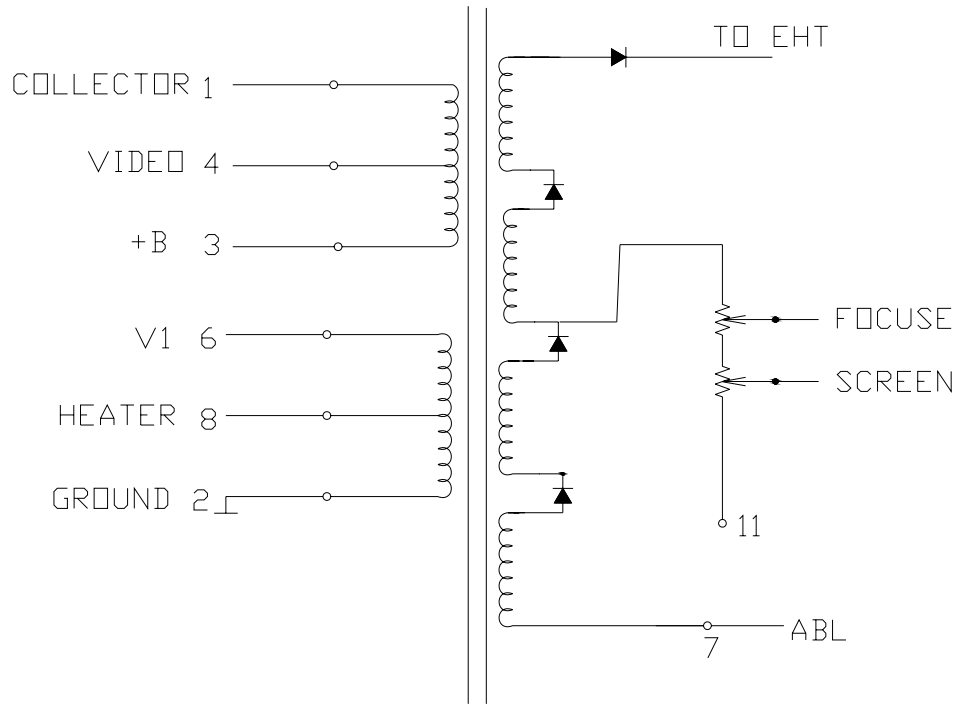 TO EHT
COLLECTOR 1
VIDEO 4
+B 3
V1 6
FOCUSE
SCREEN
HEATER 8
GROUND 2
11
ABL
7